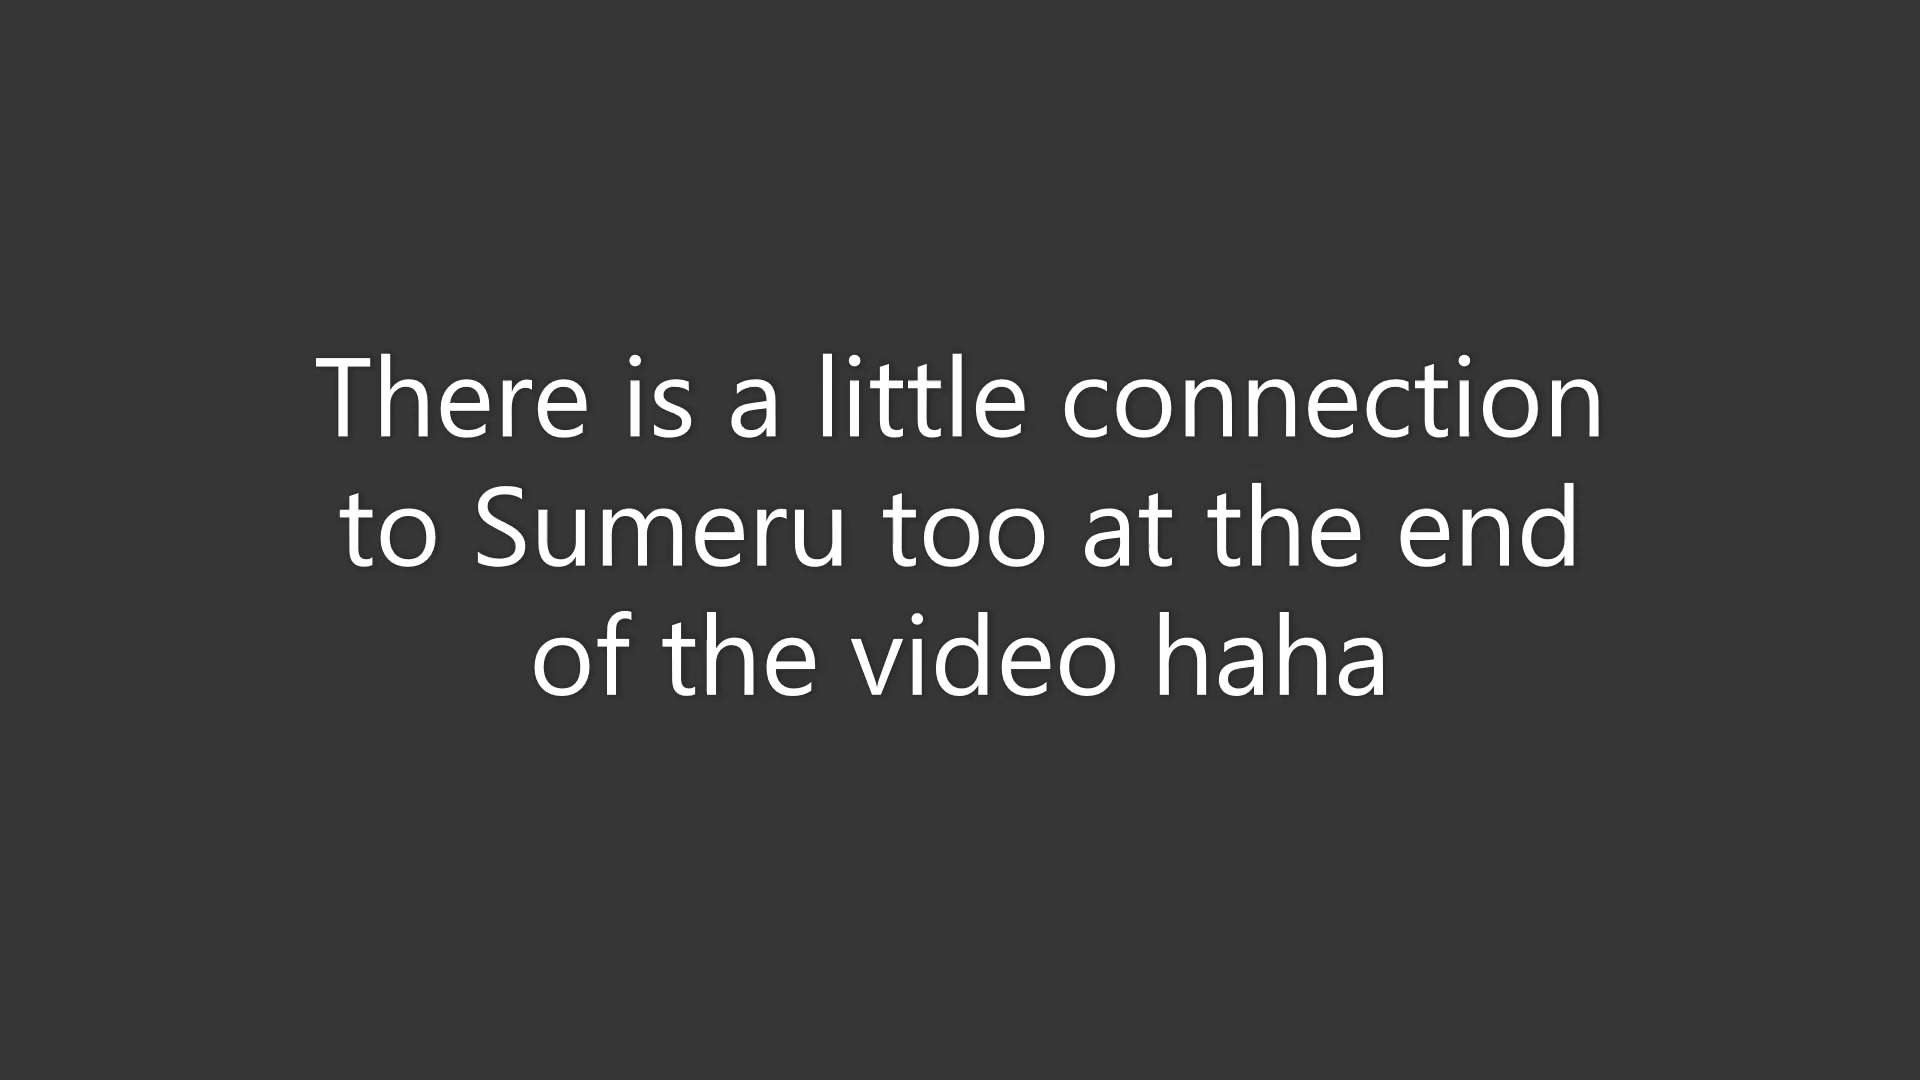 There is a little connection
to Sumeru too at the end
of the video haha